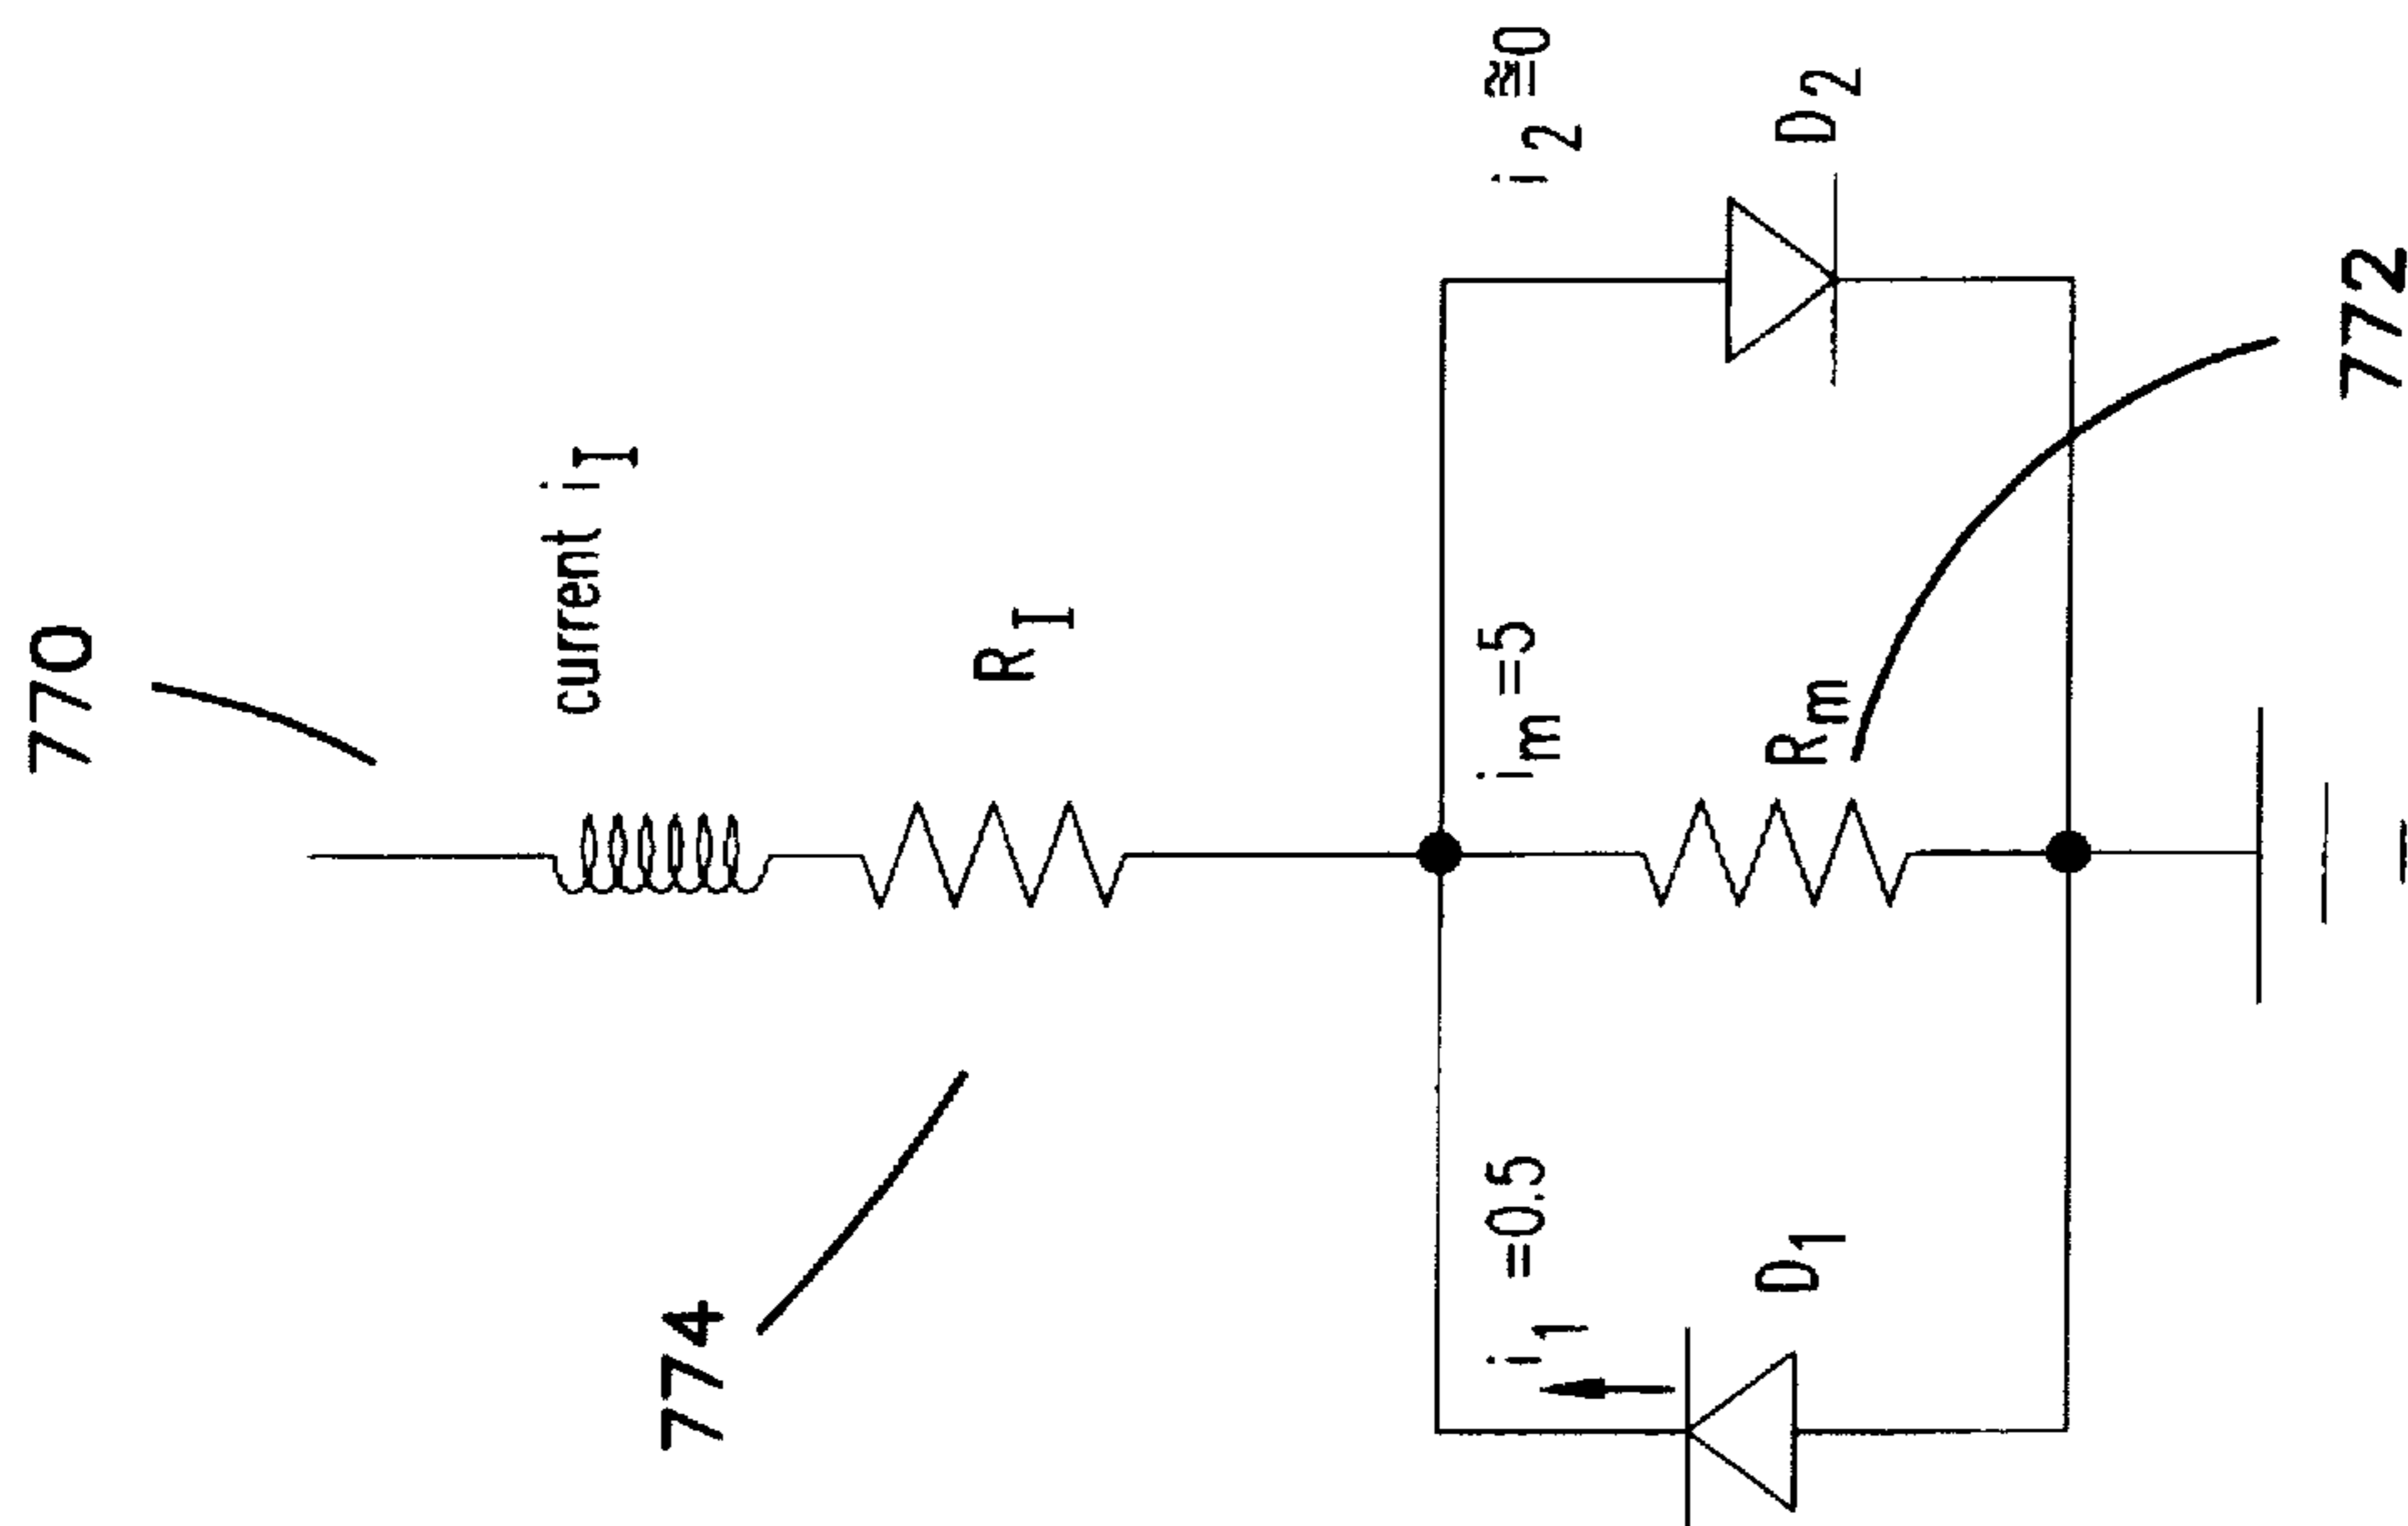 770
current i_I
774
R_I
i_1 =0.5
i_m=5
i_2≅0
D_1
R_m
D_2
772